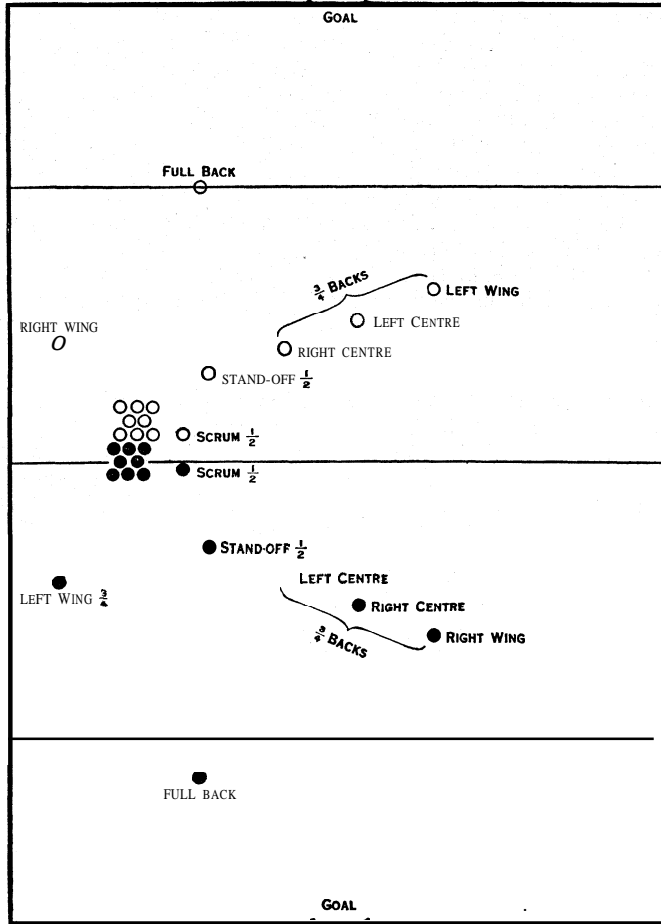 GOAL
FULL BACK
¾ BACKS
LEFT WING
LEFT CENTRE
RIGHT WING
RIGHT CENTRE
STAND-OFF ½
SCRUM ½
SCRUM ½
STAND-OFF ½
LEFT CENTRE
LEFT WING ¾
RIGHT CENTRE
¾ BACKS
RIGHT WING
FULL BACK
GOAL